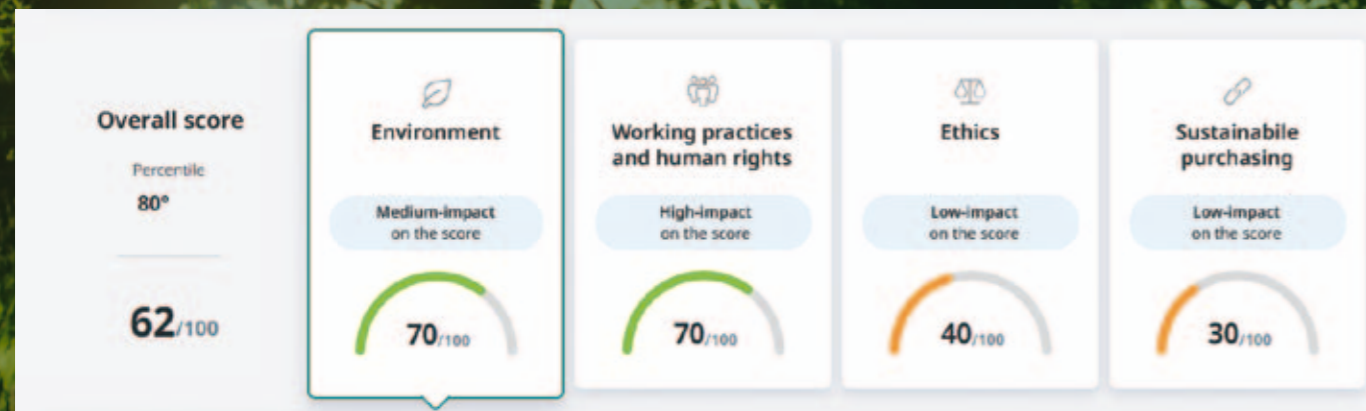 Overall score
Percentile
80°
62/100
Environment
Medium-impact
on the score
70/100
Working practices
and human rights
High-impact
on the score
70/100
Ethics
Low-impact
on the score
40/100
Sustainabile
purchasing
Low-impact
on the score
30/100